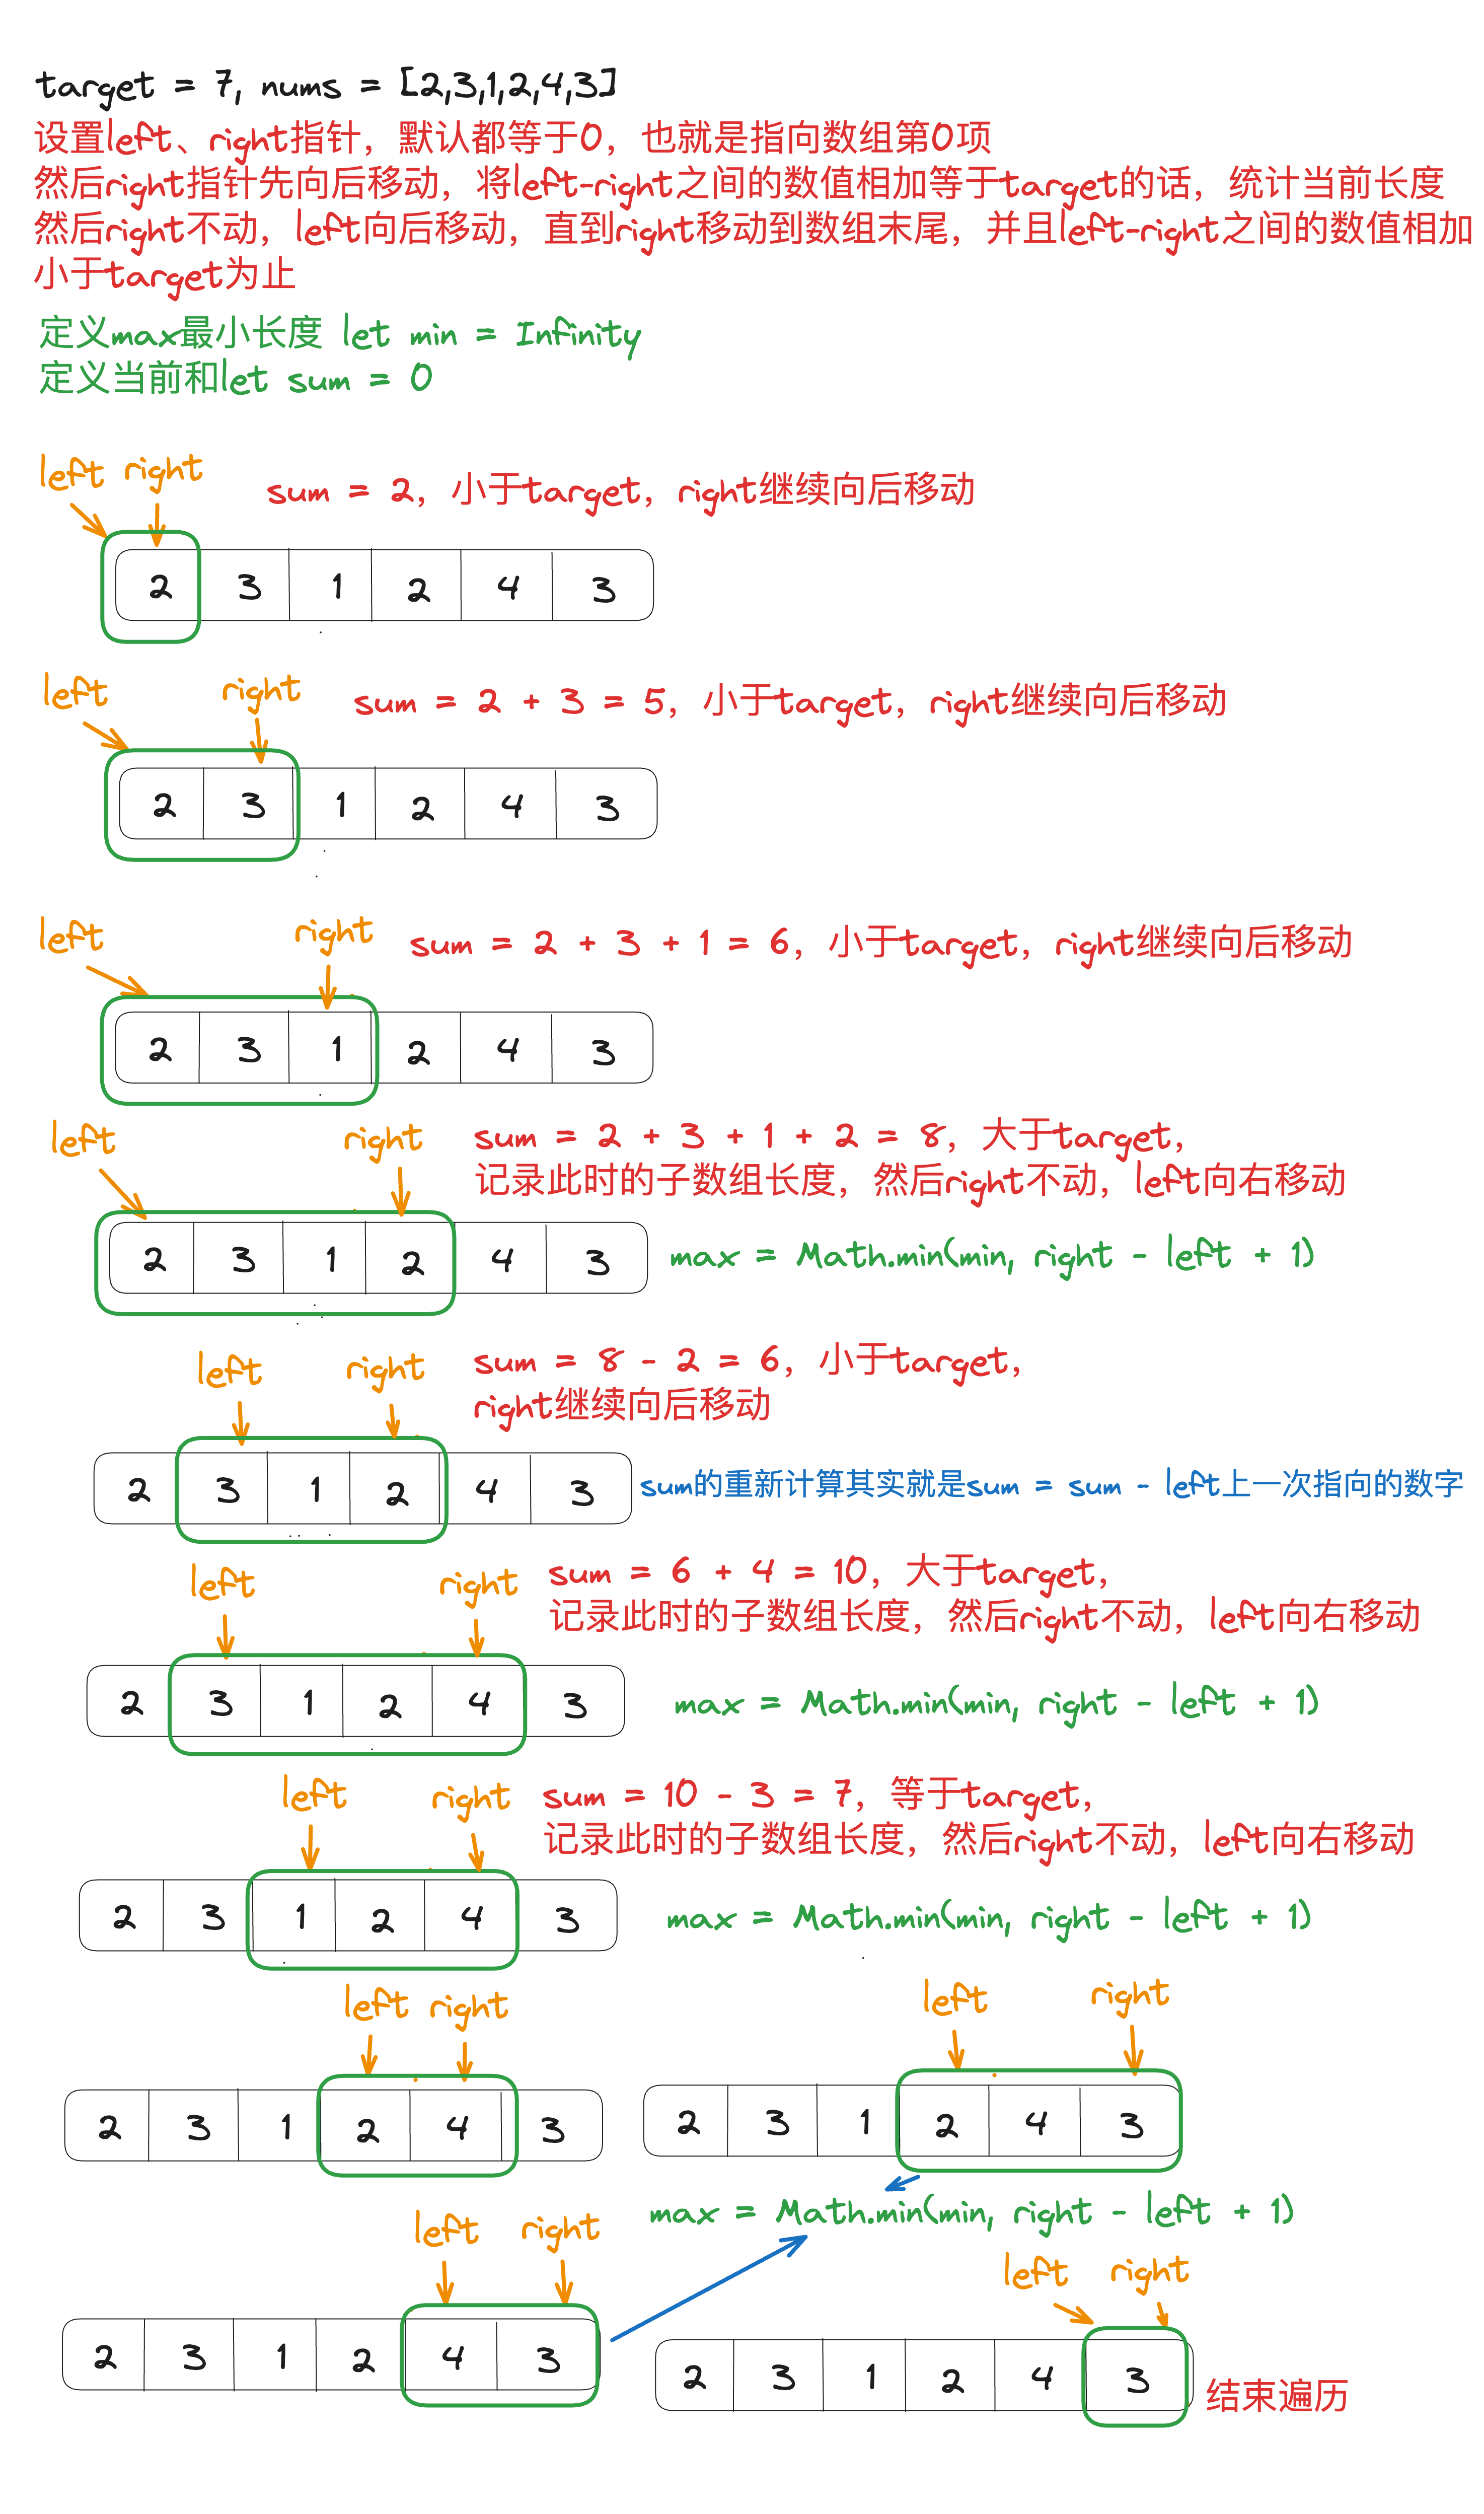 target = 7, nums = [2,3,1,2,4,3]
设置left、right指针，默认都等于0，也就是指向数组第0项
然后right指针先向后移动，将left-right之间的数值相加等于target的话，统计当前长度
然后right不动，left向后移动，直到right移动到数组末尾，并且left-right之间的数值相加
小于target为止
定义max最小长度 let min = Infinity
定义当前和let sum = 0
left right
sum = 2，小于target，right继续向后移动
2 3 1 2 4 3
left right
sum = 2 + 3 = 5，小于target，right继续向后移动
2 3 1 2 4 3
left right
sum = 2 + 3 + 1 = 6，小于target，right继续向后移动
2 3 1 2 4 3
left right
sum = 2 + 3 + 1 + 2 = 8，大于target，
记录此时的子数组长度，然后right不动，left向右移动
2 3 1 2 4 3
max = Math.min(min, right - left + 1)
left right
sum = 8 - 2 = 6，小于target，
right继续向后移动
2 3 1 2 4 3
sum的重新计算其实就是sum = sum - left上一次指向的数字
left right
sum = 6 + 4 = 10，大于target，
记录此时的子数组长度，然后right不动，left向右移动
2 3 1 2 4 3
max = Math.min(min, right - left + 1)
left right
sum = 10 - 3 = 7，等于target，
记录此时的子数组长度，然后right不动，left向右移动
2 3 1 2 4 3
max = Math.min(min, right - left + 1)
left right
2 3 1 2 4 3
left right
2 3 1 2 4 3
max = Math.min(min, right - left + 1)
left right
2 3 1 2 4 3
left right
2 3 1 2 4 3
结束遍历